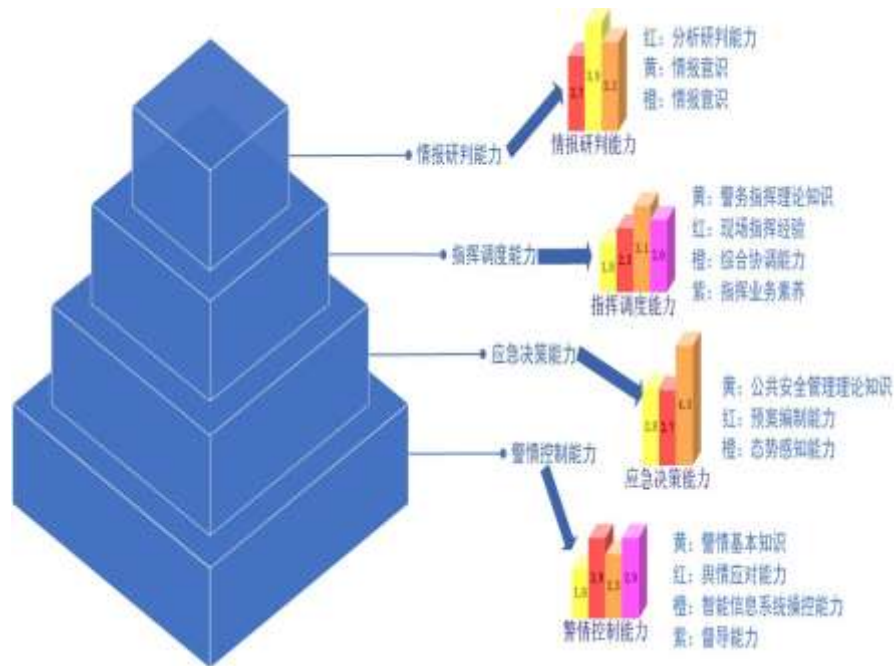 红：分析研判能力
黄：情报意识
橙：情报意识
情报研判能力
情报研判能力
黄：警务指挥理论知识
红：现场指挥经验
橙：综合协调能力
紫：指挥业务素养
指挥调度能力
指挥调度能力
应急决策能力
黄：公共安全管理理论知识
红：预案编制能力
橙：态势感知能力
应急决策能力
警情控制能力
黄：警情基本知识
红：舆情应对能力
橙：智能信息系统操控能力
紫：督导能力
警情控制能力